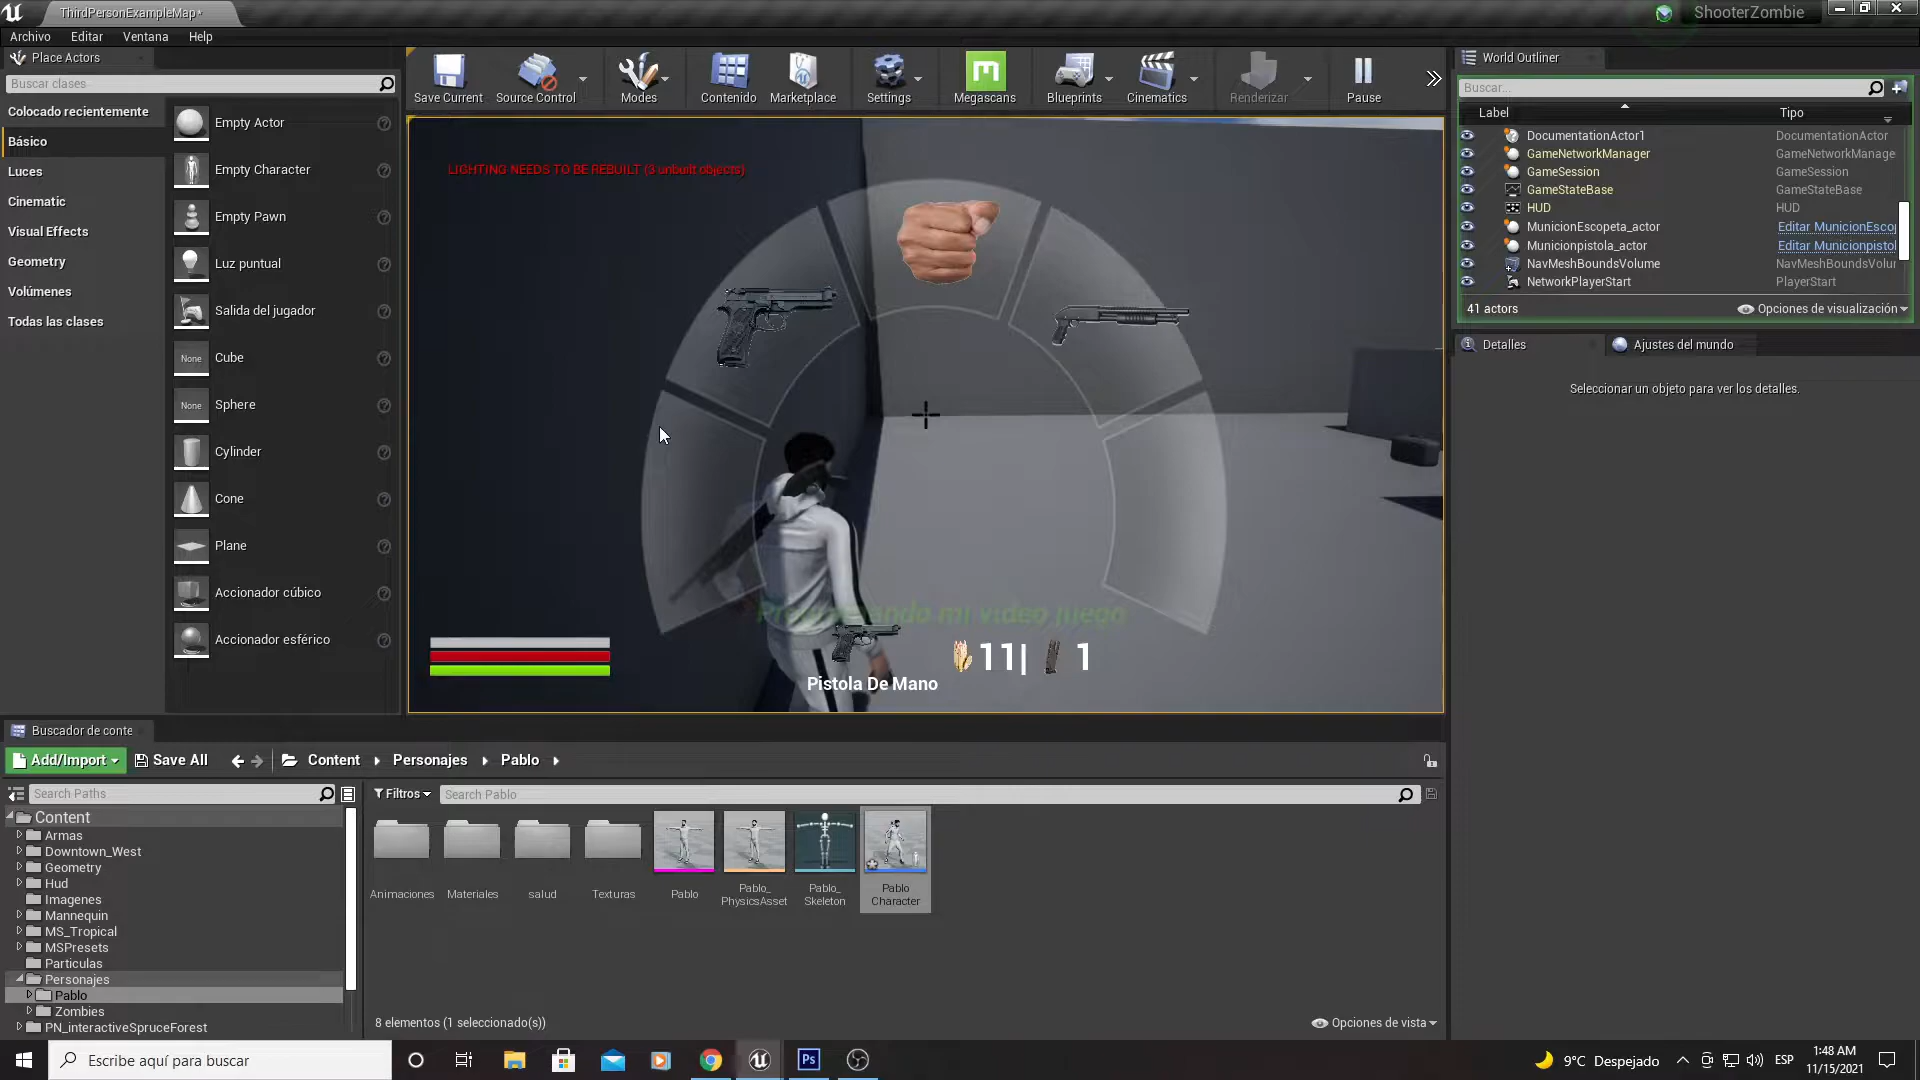 ThirdPersonExampleMap*
ShooterZombie
Archivo Editar Ventana Help
Place Actors
Buscar clases
Colocado recientemente
Básico
Luces
Cinematic
Visual Effects
Geometry
Volúmenes
Todas las clases
Empty Actor
Empty Character
Empty Pawn
Luz puntual
Salida del jugador
None Cube
None Sphere
Cylinder
Cone
Plane
Accionador cúbico
Accionador esférico
Save Current Source Control Modes Contenido Marketplace Settings Megascans Blueprints Cinematics Renderizar Pause
LIGHTING NEEDS TO BE REBUILT (3 unbuilt objects)
mi video juego
11| 1
Pistola De Mano
World Outliner
Buscar...
Label Tipo
DocumentationActor1 DocumentationActor
GameNetworkManager GameNetworkManage
GameSession GameSession
GameStateBase GameStateBase
HUD HUD
MunicionEscopeta_actor Editar MunicionEscop
Municionpistola_actor Editar Municionpistol
NavMeshBoundsVolume NavMeshBoundsVolur
NetworkPlayerStart PlayerStart
41 actors Opciones de visualización
Detalles Ajustes del mundo
Seleccionar un objeto para ver los detalles.
Buscador de conte
Add/Import Save All Content Personajes Pablo
Search Paths
Filtros Search Pablo
Content
Armas
Downtown_West
Geometry
Hud
Imagenes
Mannequin
MS_Tropical
MSPresets
Particulas
Personajes
Pablo
Zombies
PN_interactiveSpruceForest
Animaciones Materiales salud Texturas Pablo
Pablo_
PhysicsAsset
Pablo_
Skeleton
Pablo
Character
8 elementos (1 seleccionado(s)) Opciones de vista
Escribe aquí para buscar
Ps
9°C Despejado
ESP
1:48 AM
11/15/2021